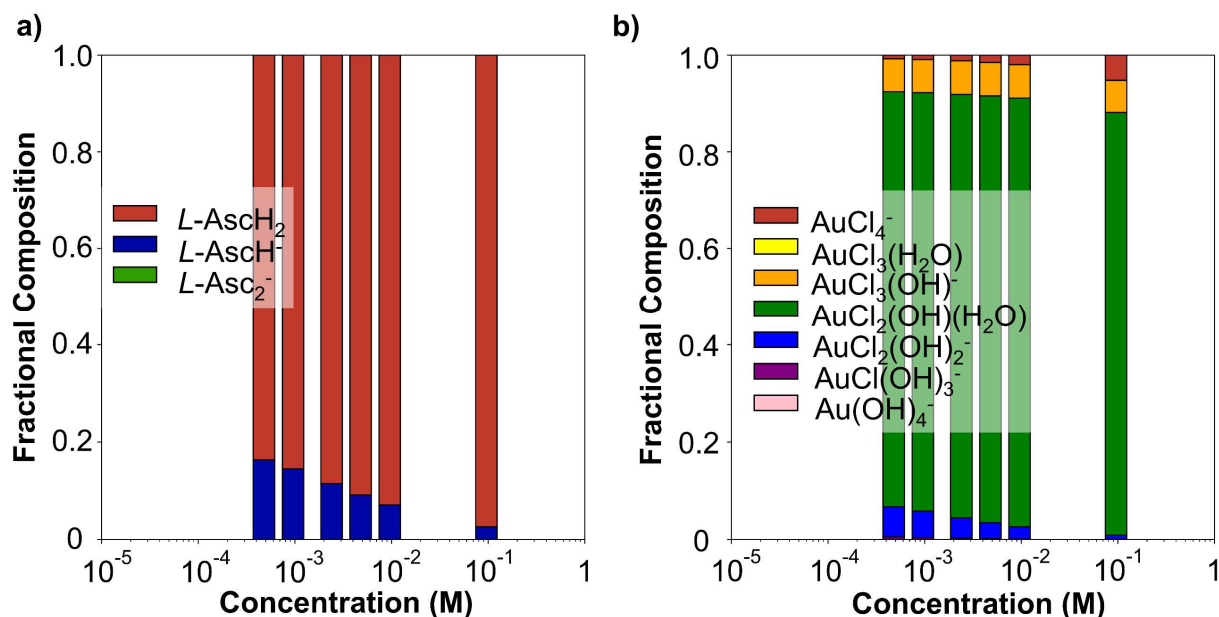 a)
Fractional Composition
1.0
0.8
0.6
0.4
0.2
0
L-AscH₂
L-AscH⁻
L-Asc₂⁻
10⁻⁵ 10⁻⁴ 10⁻³ 10⁻² 10⁻¹ 1
Concentration (M)
b)
Fractional Composition
1.0
0.8
0.6
0.4
0.2
0
AuCl₄⁻
AuCl₃(H₂O)
AuCl₃(OH)⁻
AuCl₂(OH)(H₂O)
AuCl₂(OH)₂⁻
AuCl(OH)₃⁻
Au(OH)₄⁻
10⁻⁵ 10⁻⁴ 10⁻³ 10⁻² 10⁻¹ 1
Concentration (M)